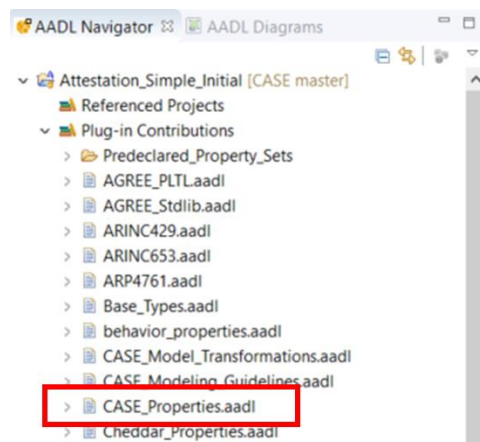 AADL Navigator AADL Diagrams
Attestation_Simple_Initial [CASE master]
Referenced Projects
Plug-in Contributions
Predeclared_Property_Sets
AGREE_PLTL.aadl
AGREE_Stdlib.aadl
ARINC429.aadl
ARINC653.aadl
ARP4761.aadl
Base_Types.aadl
behavior_properties.aadl
CASE_Model_Transformations.aadl
CASE_Modeling_Guidelines.aadl
CASE_Properties.aadl
Cheddar_Properties.aadl